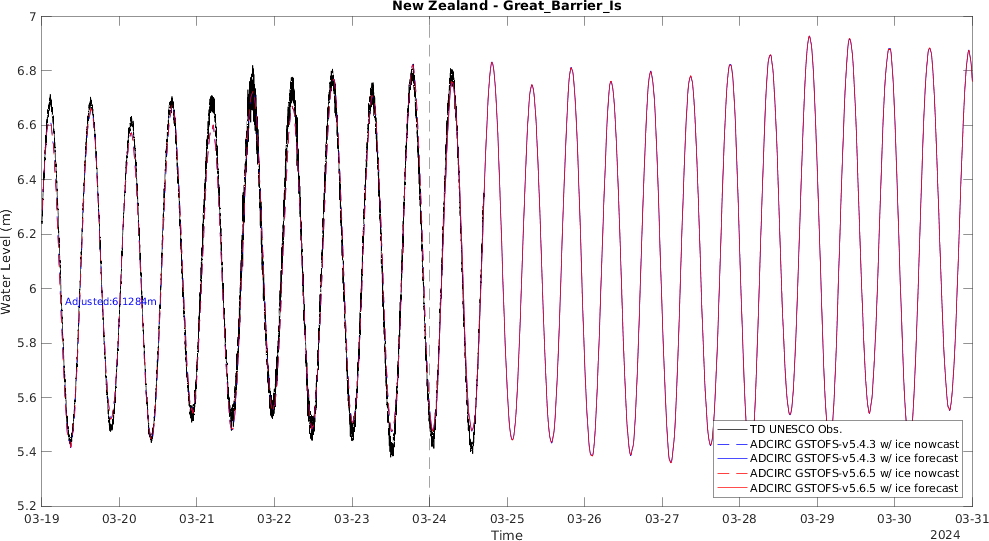 New Zealand - Great_Barrier_Is
7
6.8
6.6
6.4
6.2
6
5.8
5.6
5.4
5.2
Water Level (m)
Adjusted:6.1284m
TD UNESCO Obs.
ADCIRC GSTOFS-v5.4.3 w/ ice nowcast
ADCIRC GSTOFS-v5.4.3 w/ ice forecast
ADCIRC GSTOFS-v5.6.5 w/ ice nowcast
ADCIRC GSTOFS-v5.6.5 w/ ice forecast
03-19 03-20 03-21 03-22 03-23 03-24 03-25 03-26 03-27 03-28 03-29 03-30 03-31
Time
2024